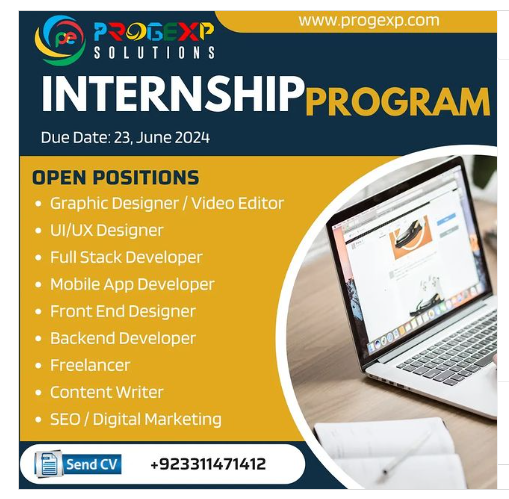 www.progexp.com
pe PROGEXP
SOLUTIONS
INTERNSHIP PROGRAM
Due Date: 23, June 2024
OPEN POSITIONS
• Graphic Designer / Video Editor
• UI/UX Designer
• Full Stack Developer
• Mobile App Developer
• Front End Designer
• Backend Developer
• Freelancer
• Content Writer
• SEO / Digital Marketing
Send CV +923311471412